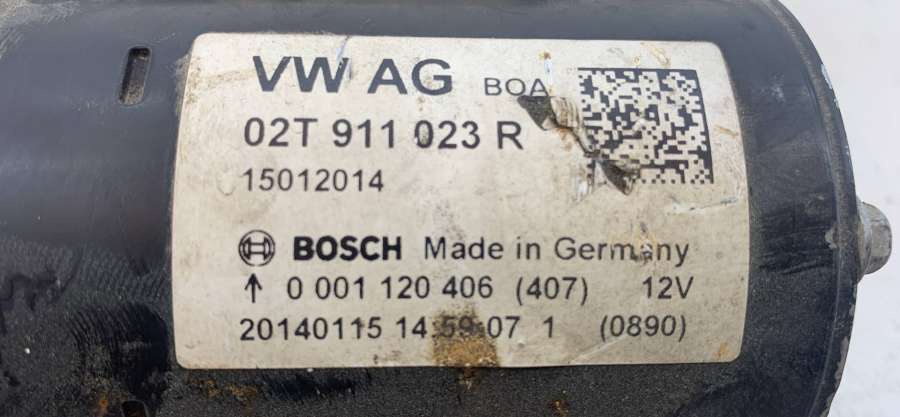 VW AG BOA
02T 911 023 R
15012014
BOSCH Made in Germany
↑ 0 001 120 406 (407) 12V
20140115 14:59:07 1 (0890)